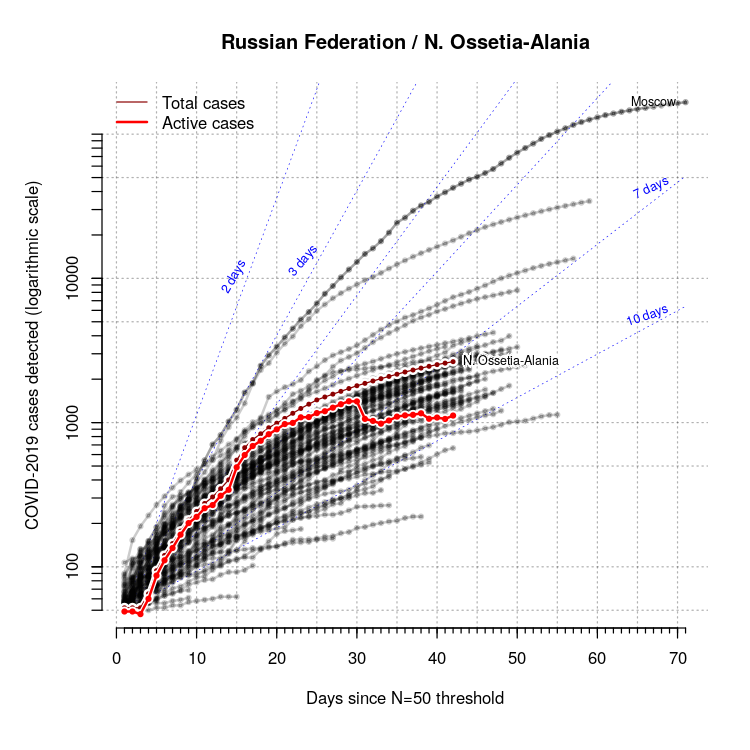 Russian Federation / N. Ossetia-Alania
Total cases
Active cases
Moscow
2 days
3 days
7 days
10 days
N. Ossetia-Alania
COVID-2019 cases detected (logarithmic scale)
100
1000
10000
0 10 20 30 40 50 60 70
Days since N=50 threshold